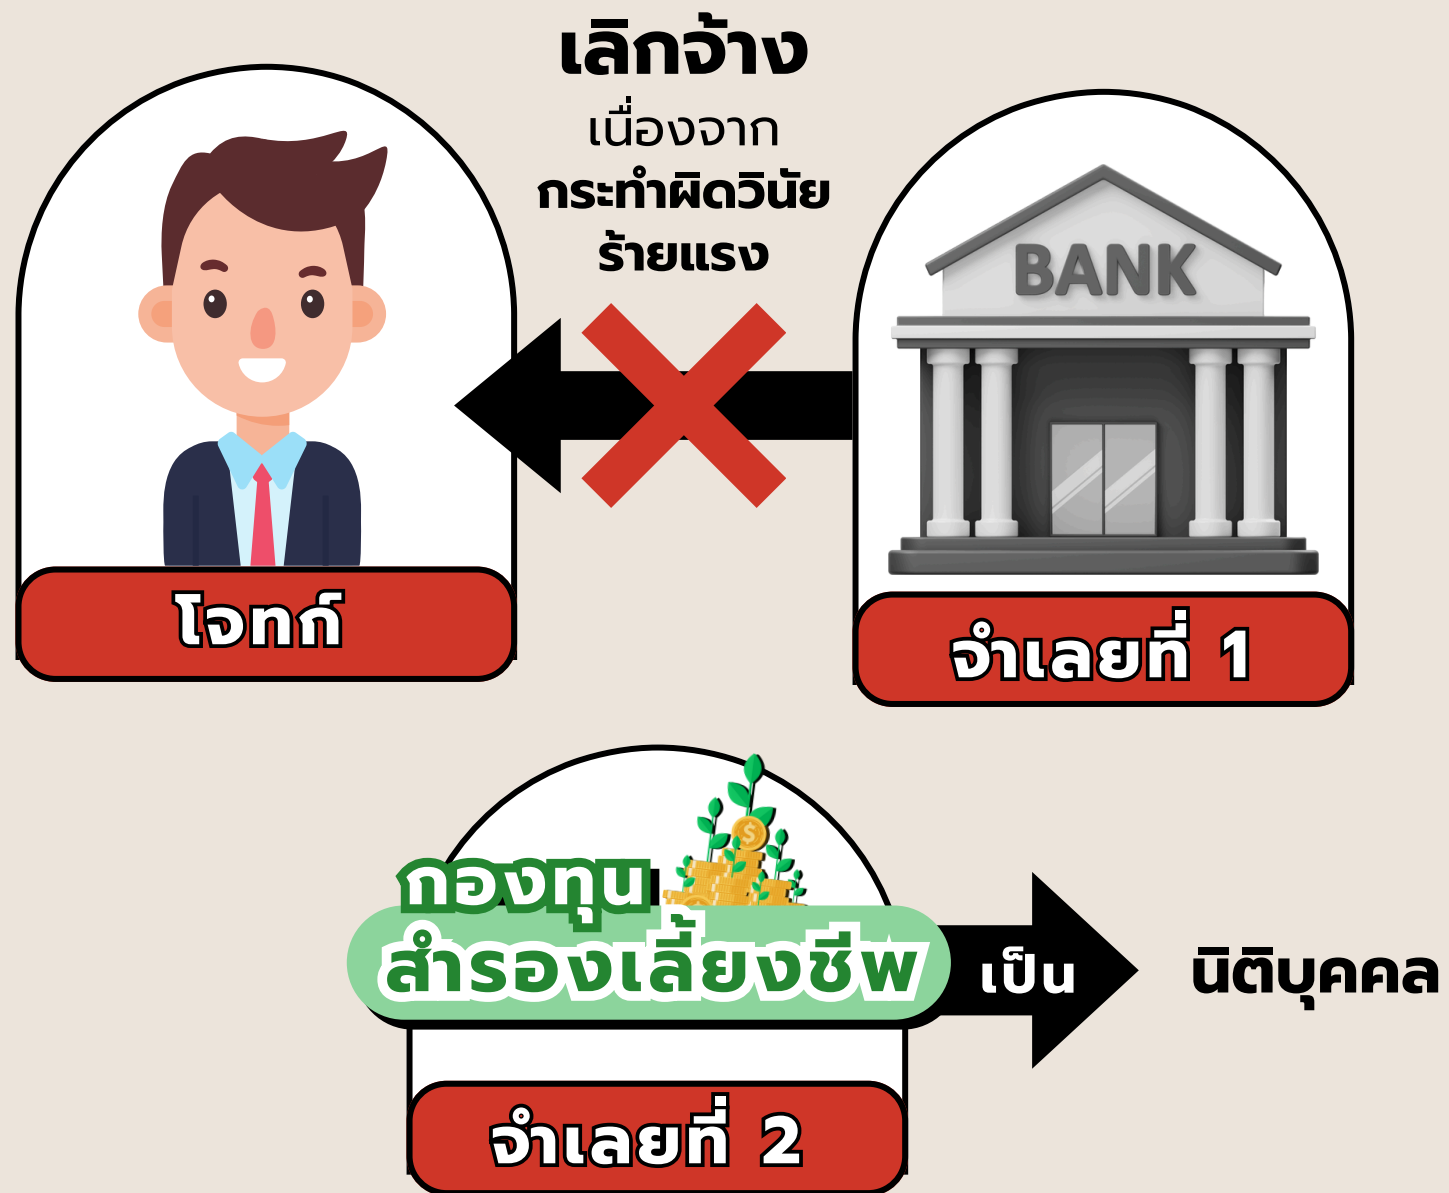 เลิกจ้าง
เนื่องจาก
กระทำผิดวินัย
ร้ายแรง
BANK
โจทก์
จำเลยที่ 1
กองทุน
สำรองเลี้ยงชีพ
เป็น
นิติบุคคล
จำเลยที่ 2